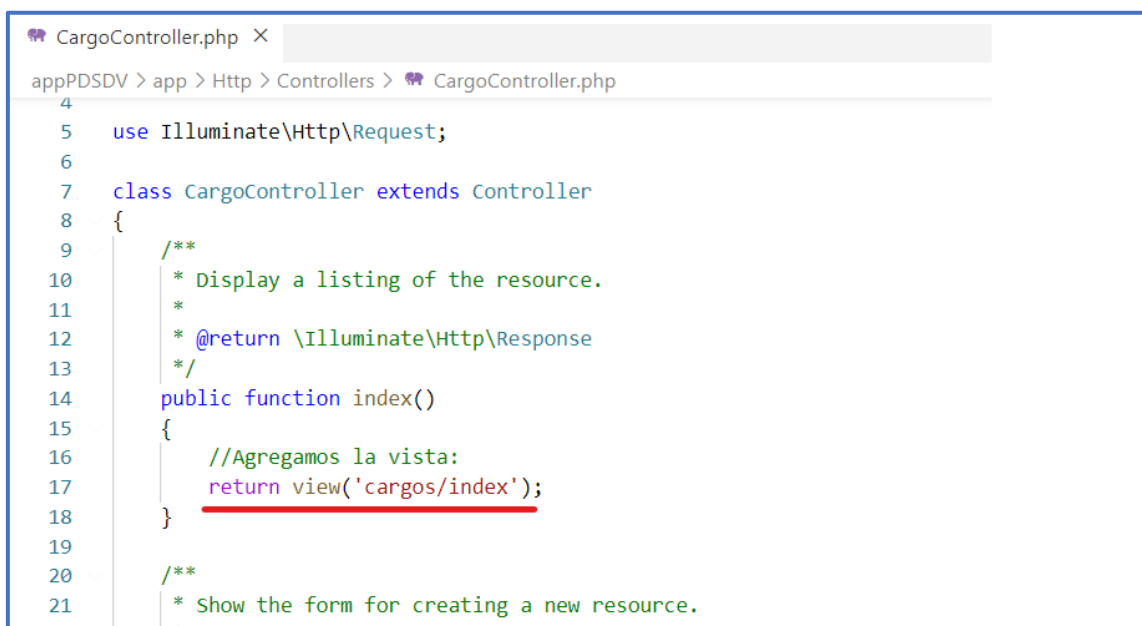 CargoController.php ×
appPDSDV > app > Http > Controllers > CargoController.php
4
5 use Illuminate\Http\Request;
6
7 class CargoController extends Controller
8 {
9 /**
10 * Display a listing of the resource.
11 *
12 * @return \Illuminate\Http\Response
13 */
14 public function index()
15 {
16 //Agregamos la vista:
17 return view('cargos/index');
18 }
19
20 /**
21 * Show the form for creating a new resource.